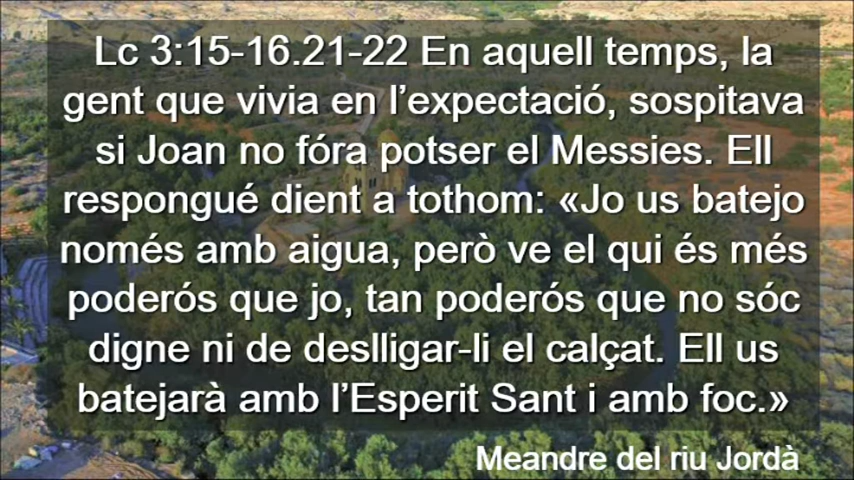 Lc 3:15-16.21-22 En aquell temps, la
gent que vivia en l’expectació, sospitava
si Joan no fóra potser el Messies. Ell
respongué dient a tothom: «Jo us batejo
només amb aigua, però ve el qui és més
poderós que jo, tan poderós que no sóc
digne ni de deslligar-li el calçat. Ell us
batejarà amb l’Esperit Sant i amb foc.»
Meandre del riu Jordà